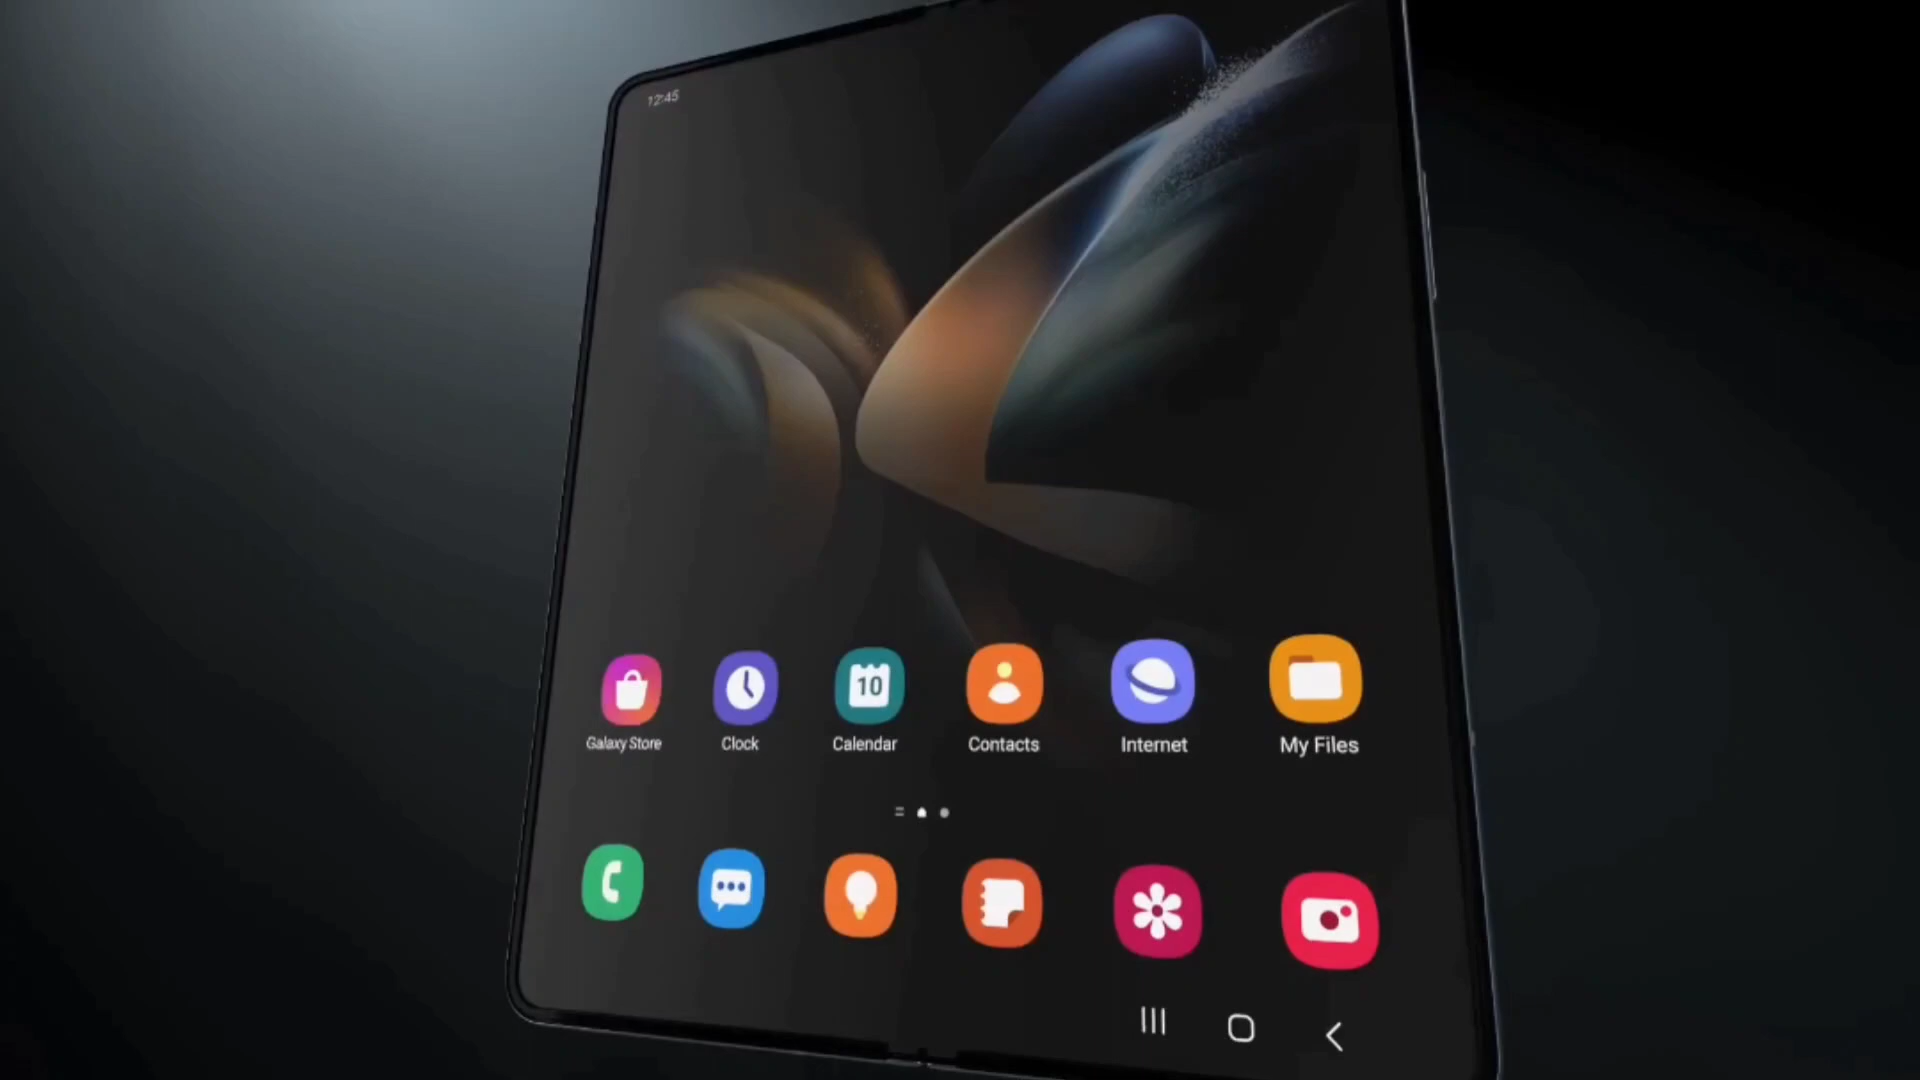 12:45
10
Galaxy Store
Clock
Calendar
Contacts
Internet
My Files